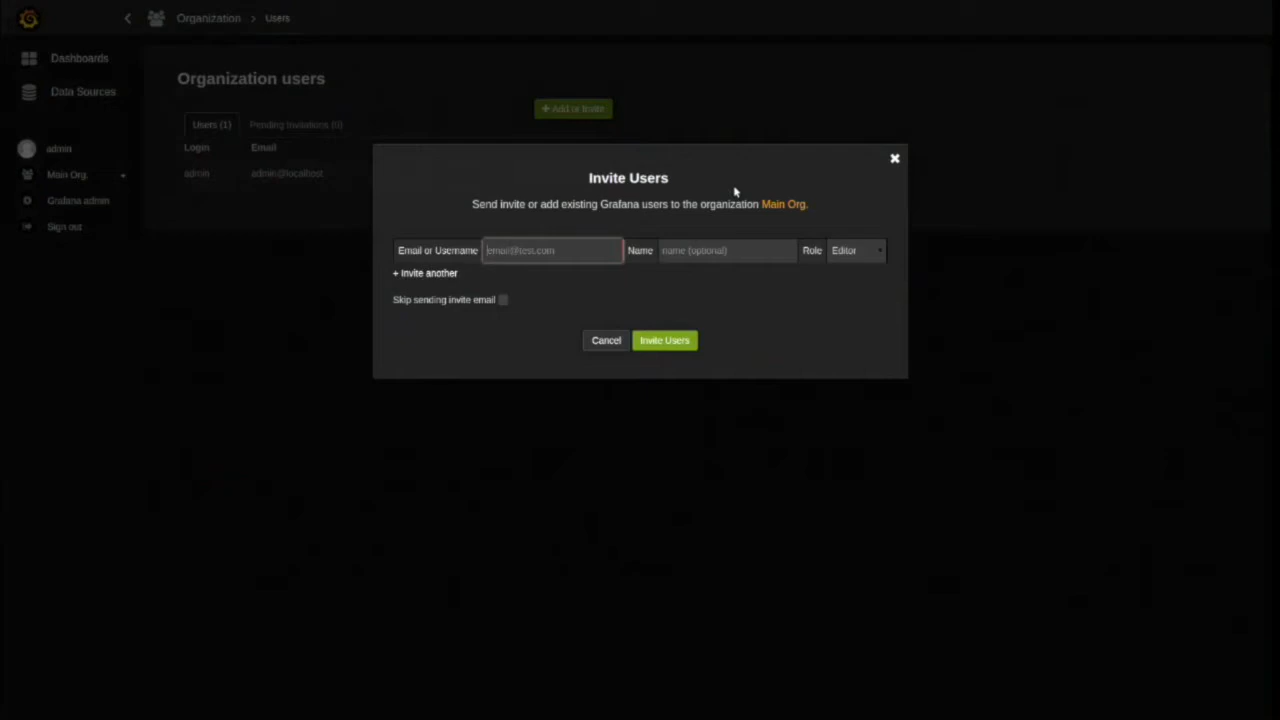 Organization > Users
Dashboards
Data Sources
admin
Main Org.
Grafana admin
Sign out
Organization users
+ Add or Invite
Users (1)
Pending Invitations (0)
Login Email
admin admin@localhost
Invite Users
Send invite or add existing Grafana users to the organization Main Org.
Email or Username email@test.com Name name (optional) Role Editor
+ Invite another
Skip sending invite email
Cancel Invite Users